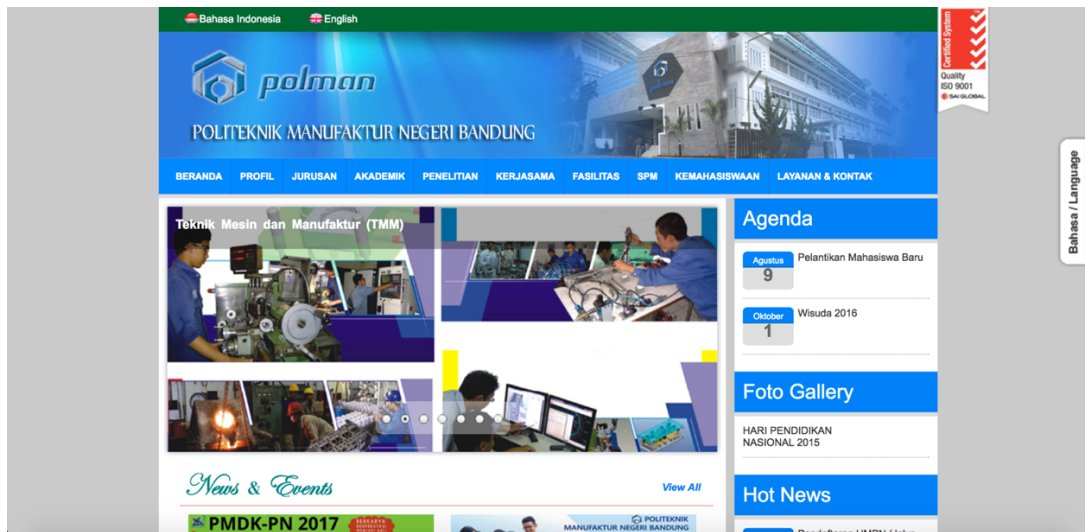 Bahasa Indonesia
English
Certified System
Quality
ISO 9001
SAI GLOBAL
polman
polman
POLITEKNIK MANUFAKTUR NEGERI BANDUNG
BERANDA PROFIL JURUSAN AKADEMIK PENELITIAN KERJASAMA FASILITAS SPM KEMAHASISWAAN LAYANAN & KONTAK
Bahasa / Language
Teknik Mesin dan Manufaktur (TMM)
Agenda
Agustus
9
Pelantikan Mahasiswa Baru
Oktober
1
Wisuda 2016
Foto Gallery
HARI PENDIDIKAN
NASIONAL 2015
News & Events
View All
Hot News
PMDK-PN 2017
BERKARYA
BERPRESTASI
POLITEKNIK
MANUFAKTUR NEGERI BANDUNG